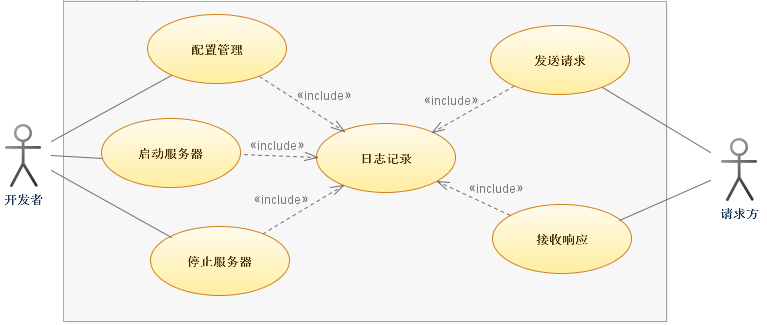 配置管理
发送请求
«include»
«include»
启动服务器
«include»
日志记录
开发者
«include»
«include»
请求方
停止服务器
接收响应